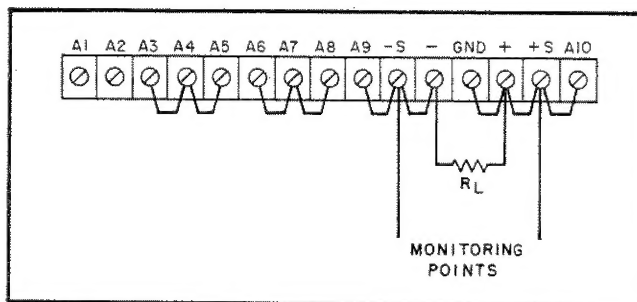 A1 A2 A3 A4 A5 A6 A7 A8 A9 -S - GND + +S A10
RL
MONITORING
POINTS